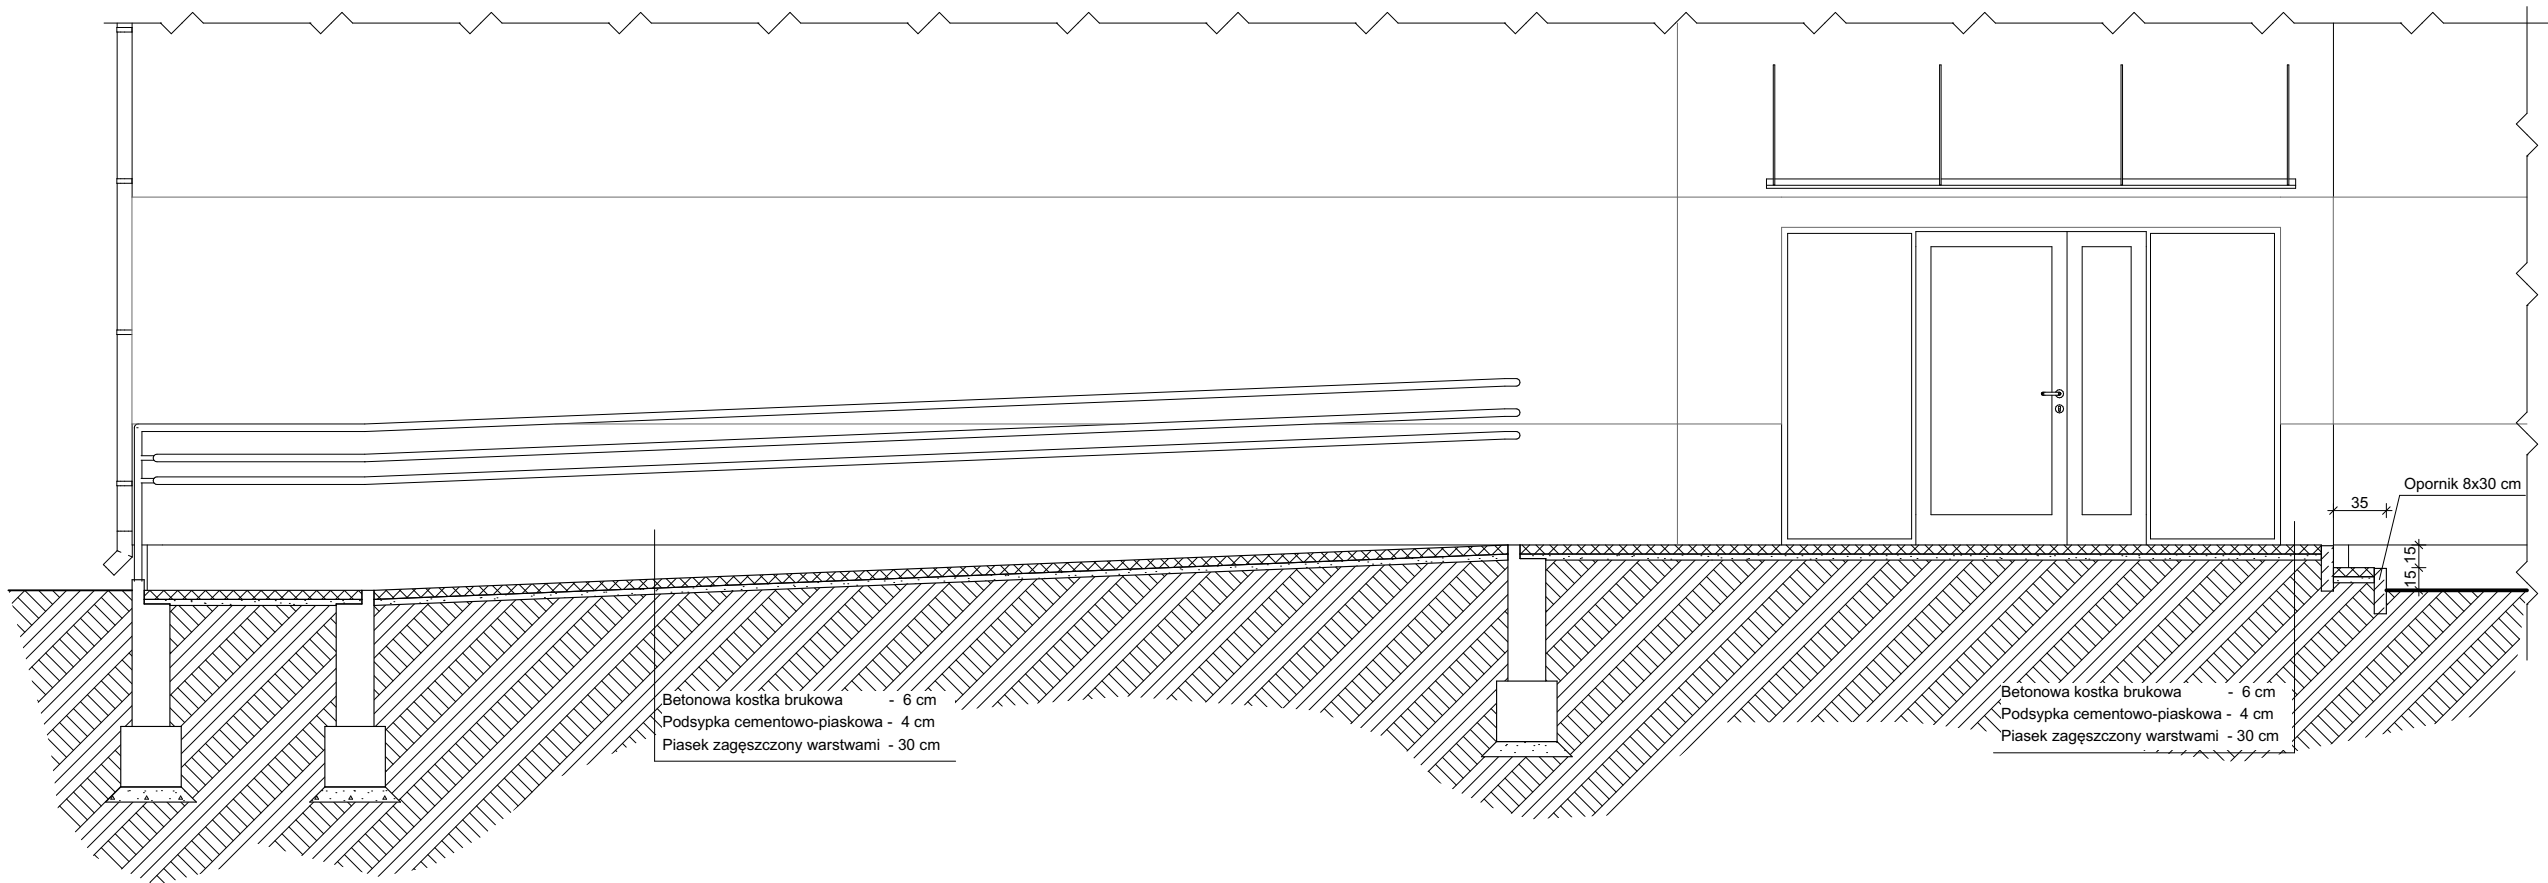 Opornik 8x30 cm
35
15
15
Betonowa kostka brukowa - 6 cm
Podsypka cementowo-piaskowa - 4 cm
Piasek zagęszczony warstwami - 30 cm
Betonowa kostka brukowa - 6 cm
Podsypka cementowo-piaskowa - 4 cm
Piasek zagęszczony warstwami - 30 cm